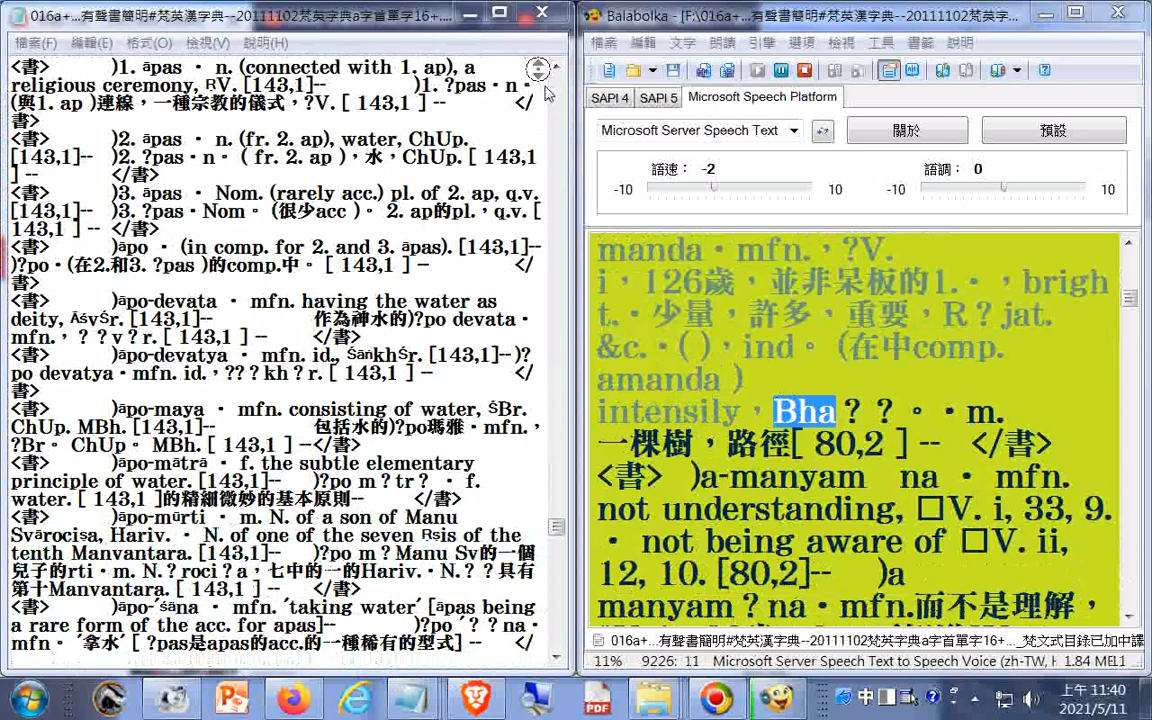 016a+...有聲書簡明#梵英漢字典--20111102梵英字典a字首單字16+...
檔案(F) 編輯(E) 格式(O) 檢視(V) 說明(H)
<書> )1. āpas · n. (connected with 1. ap), a
religious ceremony, ṚV. [143,1]-- )1. ?pas·n·
(與1. ap )連線，一種宗教的儀式，?V. [ 143,1 ] -- </
書>
<書> )2. āpas · n. (fr. 2. ap), water, ChUp.
[143,1]-- )2. ?pas·n·( fr. 2. ap )，水，ChUp. [ 143,1
] -- </書>
<書> )3. āpas · Nom. (rarely acc.) pl. of 2. ap, q.v.
[143,1]-- )3. ?pas·Nom。(很少acc )。 2. ap的pl.，q.v. [
143,1 ] -- </書>
<書> )āpo · (in comp. for 2. and 3. āpas). [143,1]--
)?po·(在2.和3. ?pas )的comp.中。 [ 143,1 ] -- </
書>
<書> )āpo-devata · mfn. having the water as
deity, ĀśvŚr. [143,1]-- 作為神水的)?po devata·
mfn.，? ? v ? r. [ 143,1 ] -- </書>
<書> )āpo-devatya · mfn. id., ŚāṅkhŚr. [143,1]-- )?
po devatya·mfn. id.，? ? ? kh ? r. [ 143,1 ] -- </
書>
<書> )āpo-maya · mfn. consisting of water, ŚBr.
ChUp. MBh. [143,1]-- 包括水的)?po瑪雅·mfn.，
?Br。ChUp。MBh. [ 143,1 ] -- </書>
<書> )āpo-mātrā · f. the subtle elementary
principle of water. [143,1]-- )?po m ? tr ? · f.
water. [ 143,1 ]的精細微妙的基本原則-- </書>
<書> )āpo-mūrti · m. N. of a son of Manu
Svārociṣa, Hariv. · N. of one of the seven Ṛṣis of the
tenth Manvantara. [143,1]-- )?po m ? Manu Sv的一個
兒子的rti·m. N. ? roci ? a，七中的一的Hariv.·N. ? ? 具有
第十Manvantara. [ 143,1 ] -- </書>
<書> )āpo-'śāna · mfn. 'taking water' [āpas being
a rare form of the acc. for apas]-- )?po '? ? na·
mfn· '拿水' [ ?pas是apas的acc.的一種稀有的型式]-- </
Balabolka - [F:\016a+...有聲書簡明#梵英漢字典--20111102梵英字...
檔案 編輯 文字 朗讀 引擎 選項 檢視 工具 書籤 說明
SAPI 4 SAPI 5 Microsoft Speech Platform
Microsoft Server Speech Text 關於 預設
語速： -2 語調： 0
-10 10 -10 10
manda·mfn.，?V.
i，126歲，並非呆板的1.·，brigh
t.·少量，許多，重要，R？jat.
&c.·( )，ind。(在中comp.
amanda )
intensily，Bha？？。·m.
一棵樹，路徑[ 80,2 ] -- </書>
<書> )a-manyam na · mfn.
not understanding, □V. i, 33, 9.
· not being aware of □V. ii,
12, 10. [80,2]-- )a
manyam？na·mfn.而不是理解，
016a+...有聲書簡明#梵英漢字典--20111102梵英字典a字首單字16+..._梵文式目錄已加中譯
11% 9226: 11 Microsoft Server Speech Text to Speech Voice (zh-TW, H 1.84 MEL1
中
上午 11:40
2021/5/11